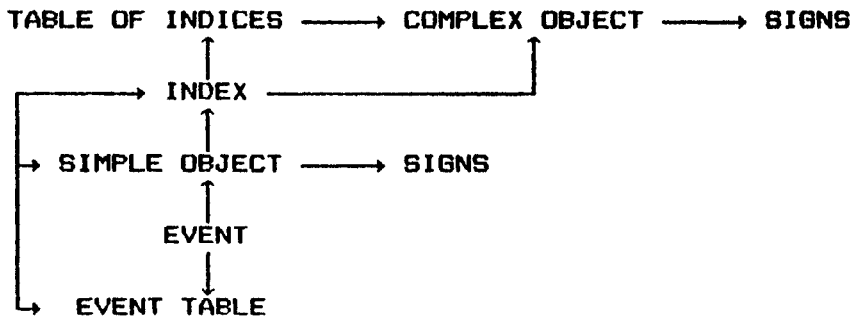 TABLE OF INDICES COMPLEX OBJECT SIGNS
INDEX
SIMPLE OBJECT SIGNS
EVENT
EVENT TABLE